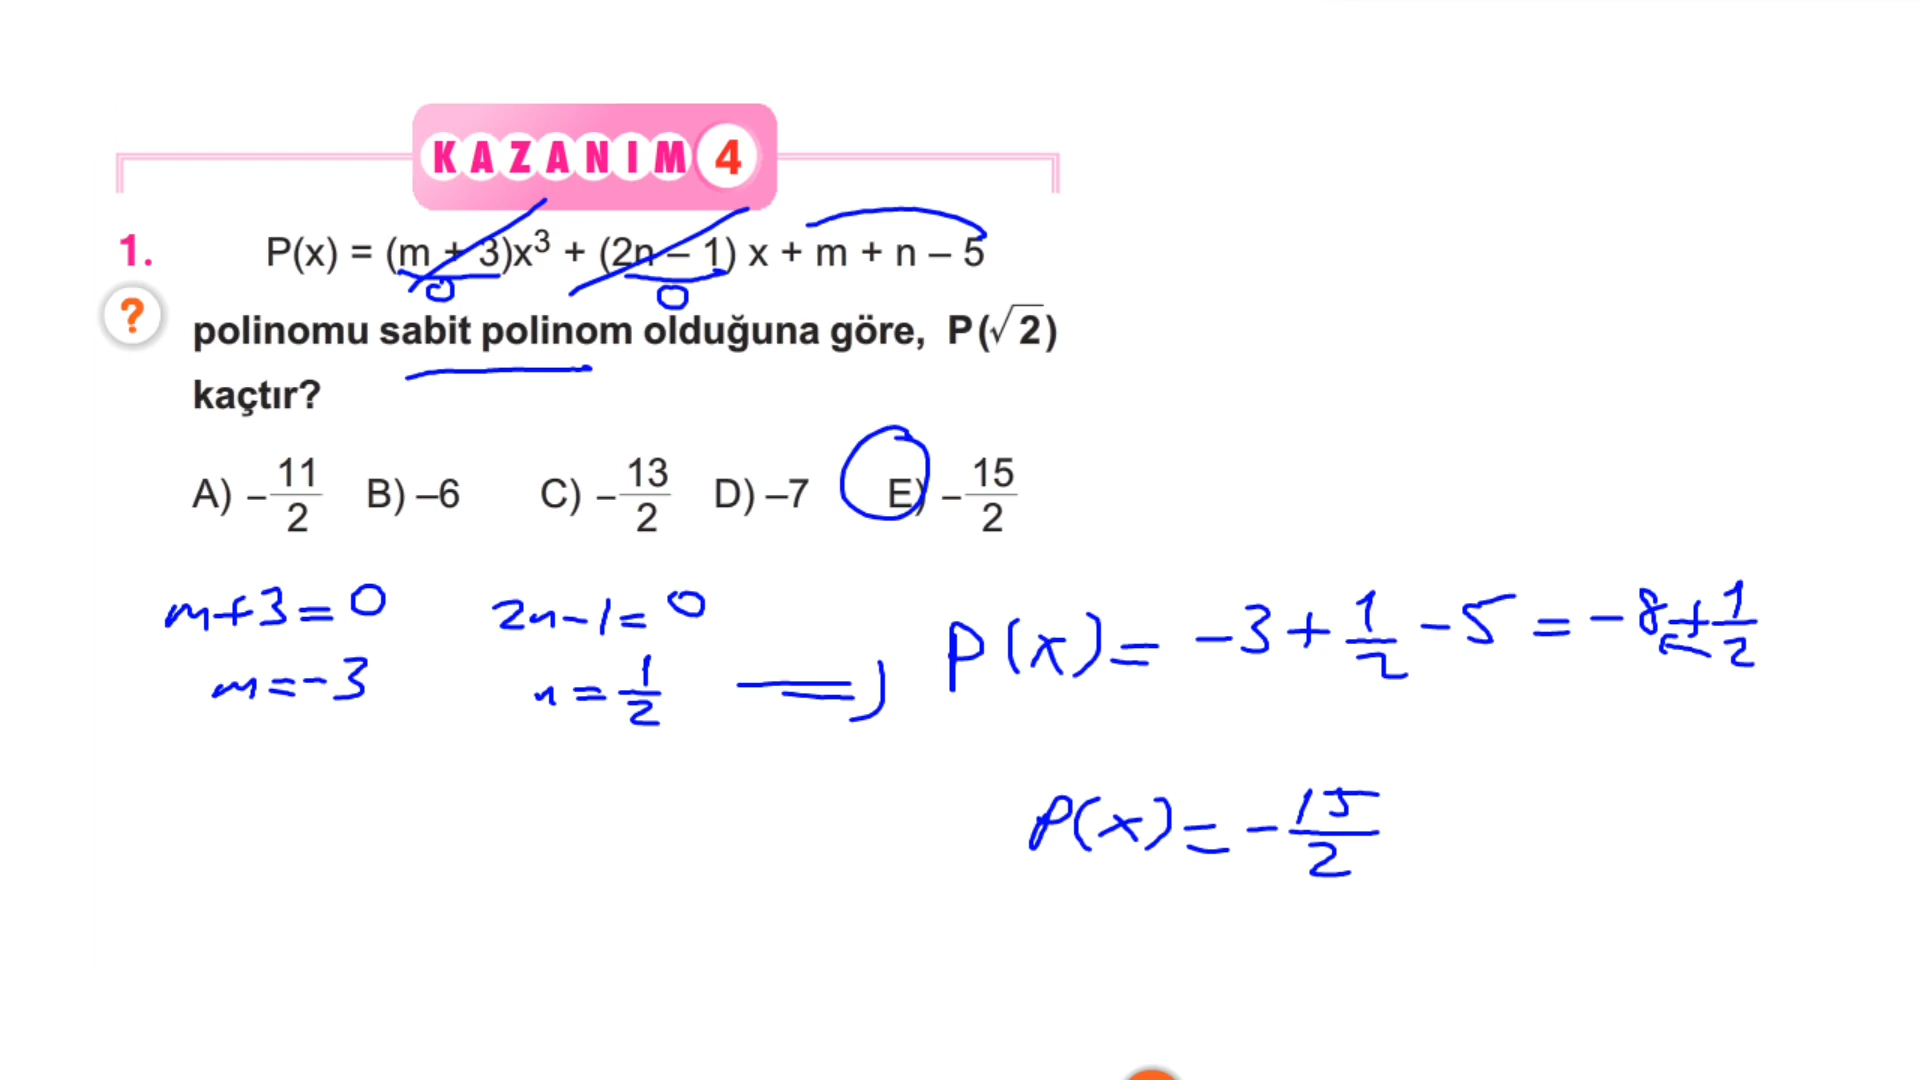 KAZANIM 4
1. P(x) = (m + 3)x³ + (2n – 1) x + m + n – 5
0 0
? polinomu sabit polinom olduğuna göre, P(√2)
kaçtır?
A) –11/2 B) –6 C) –13/2 D) –7 E) –15/2
m+3=0 2n-1=0 P(x) = -3 + 1/2 - 5 = -8 + 1/2
m=-3 n=1/2 ⇒
P(x) = -15/2